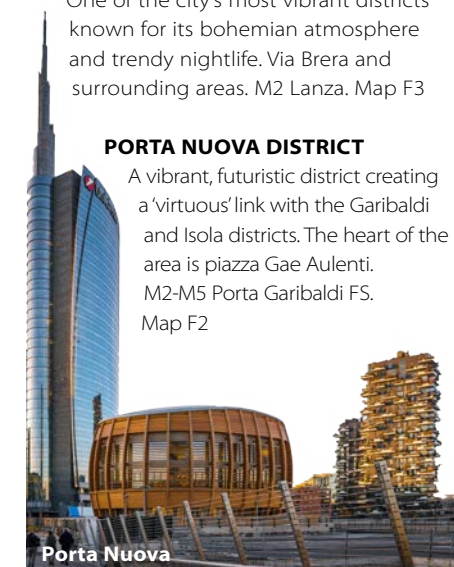 One of the city's most vibrant districts
known for its bohemian atmosphere
and trendy nightlife. Via Brera and
surrounding areas. M2 Lanza. Map F3
PORTA NUOVA DISTRICT
A vibrant, futuristic district creating
a ‘virtuous’ link with the Garibaldi
and Isola districts. The heart of the
area is piazza Gae Aulenti.
M2-M5 Porta Garibaldi FS.
Map F2
Porta Nuova